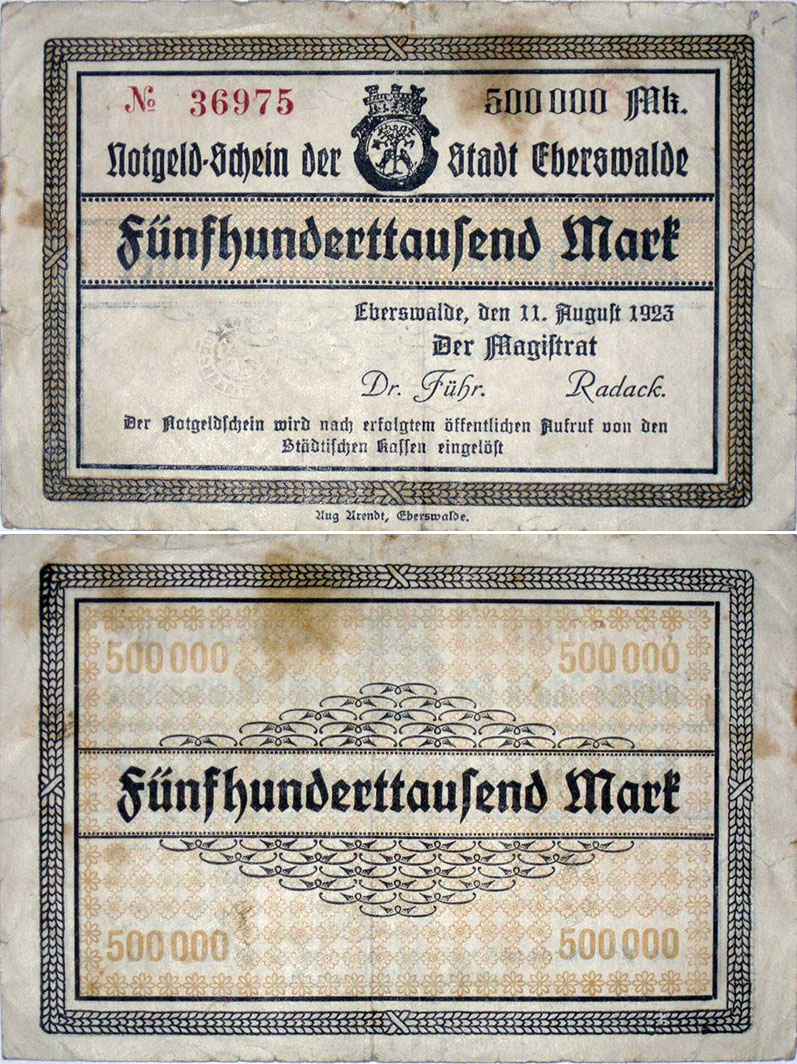 № 36975
500000 Mk.
Notgeld-Schein der Stadt Eberswalde
Fünfhunderttausend Mark
Eberswalde, den 11. August 1923
Der Magistrat
Dr. Führ. Radack.
Der Notgeldschein wird nach erfolgtem öffentlichen Aufruf von den
Städtischen Kassen eingelöst
Aug Arendt, Eberswalde.
500 000 500 000
Fünfhunderttausend Mark
500 000 500 000